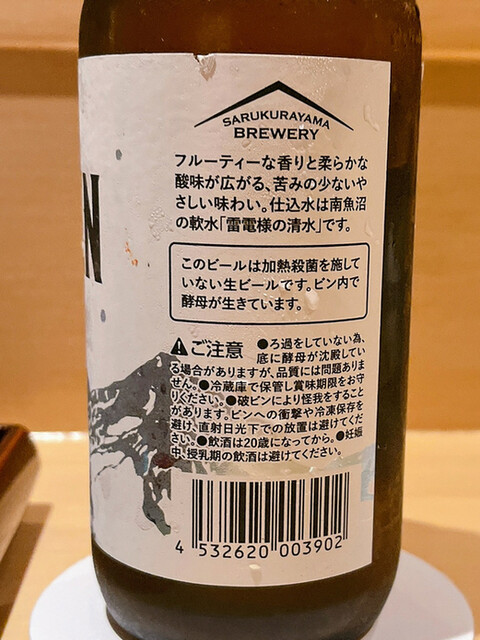 SARUKURAYAMA
BREWERY
フルーティーな香りと柔らかな
酸味が広がる、苦みの少ないや
さしい味わい。仕込水は南魚沼
の軟水「雷電様の清水」です。
このビールは加熱殺菌を施して
いない生ビールです。ビン内で
酵母が生きています。
ご注意 ●ろ過をしていない為、
底に酵母が沈殿してい
る場合がありますが、品質には問題ありま
せん。●冷蔵庫で保管し賞味期限をお守
りください。●破ビンにより怪我をすること
があります。ビンへの衝撃や冷凍保存を
避け、直射日光下での放置は避けてくだ
さい。●飲酒は20歳になってから。●妊娠
中、授乳期の飲酒は避けてください。
4 532620 003902
N